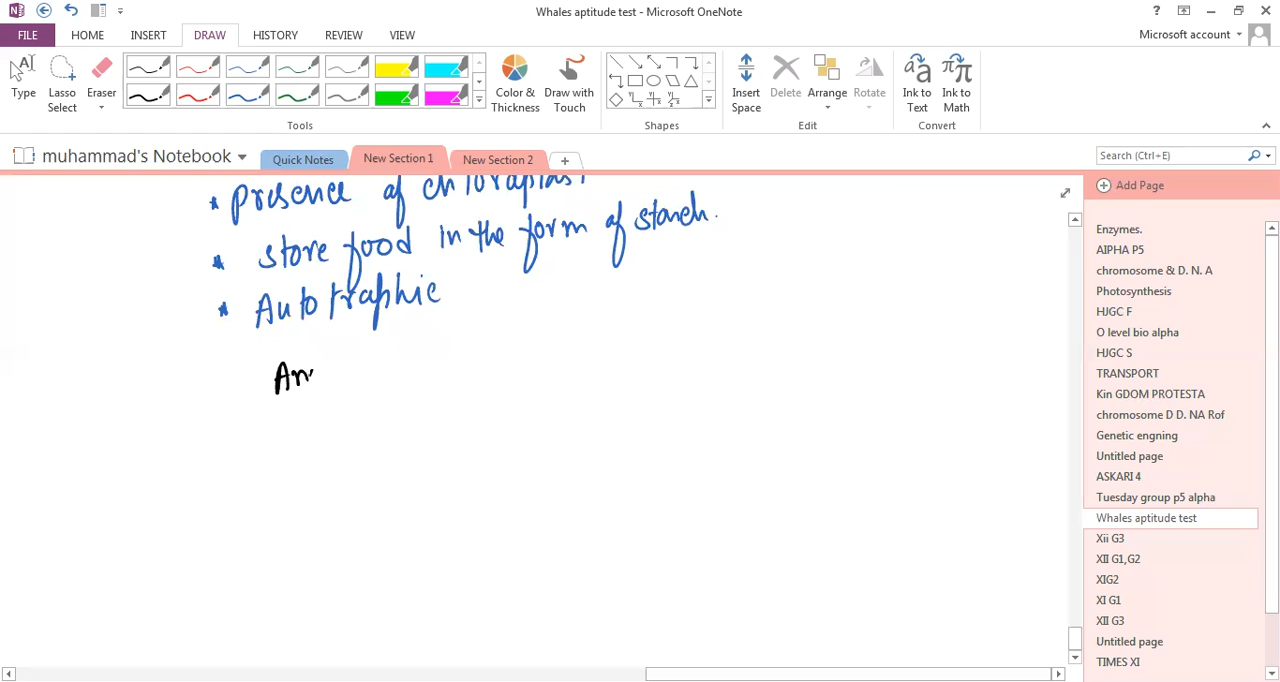 Whales aptitude test - Microsoft OneNote
FILE HOME INSERT DRAW HISTORY REVIEW VIEW
Microsoft account
Type
Lasso Select
Eraser
Color & Thickness
Draw with Touch
Insert Space
Delete
Arrange
Rotate
Ink to Text
Ink to Math
Tools Shapes Edit Convert
muhammad's Notebook Quick Notes New Section 1 New Section 2
Search (Ctrl+E)
Add Page
* Presence of chloroplast
* store food in the form of starch.
* Autotraphic
An
Enzymes.
AlPHA P5
chromosome & D. N. A
Photosynthesis
HJGC F
O level bio alpha
HJGC S
TRANSPORT
Kin GDOM PROTESTA
chromosome D D. NA Rof
Genetic engning
Untitled page
ASKARI 4
Tuesday group p5 alpha
Whales aptitude test
Xii G3
XII G1,G2
XIG2
XI G1
XII G3
Untitled page
TIMES XI